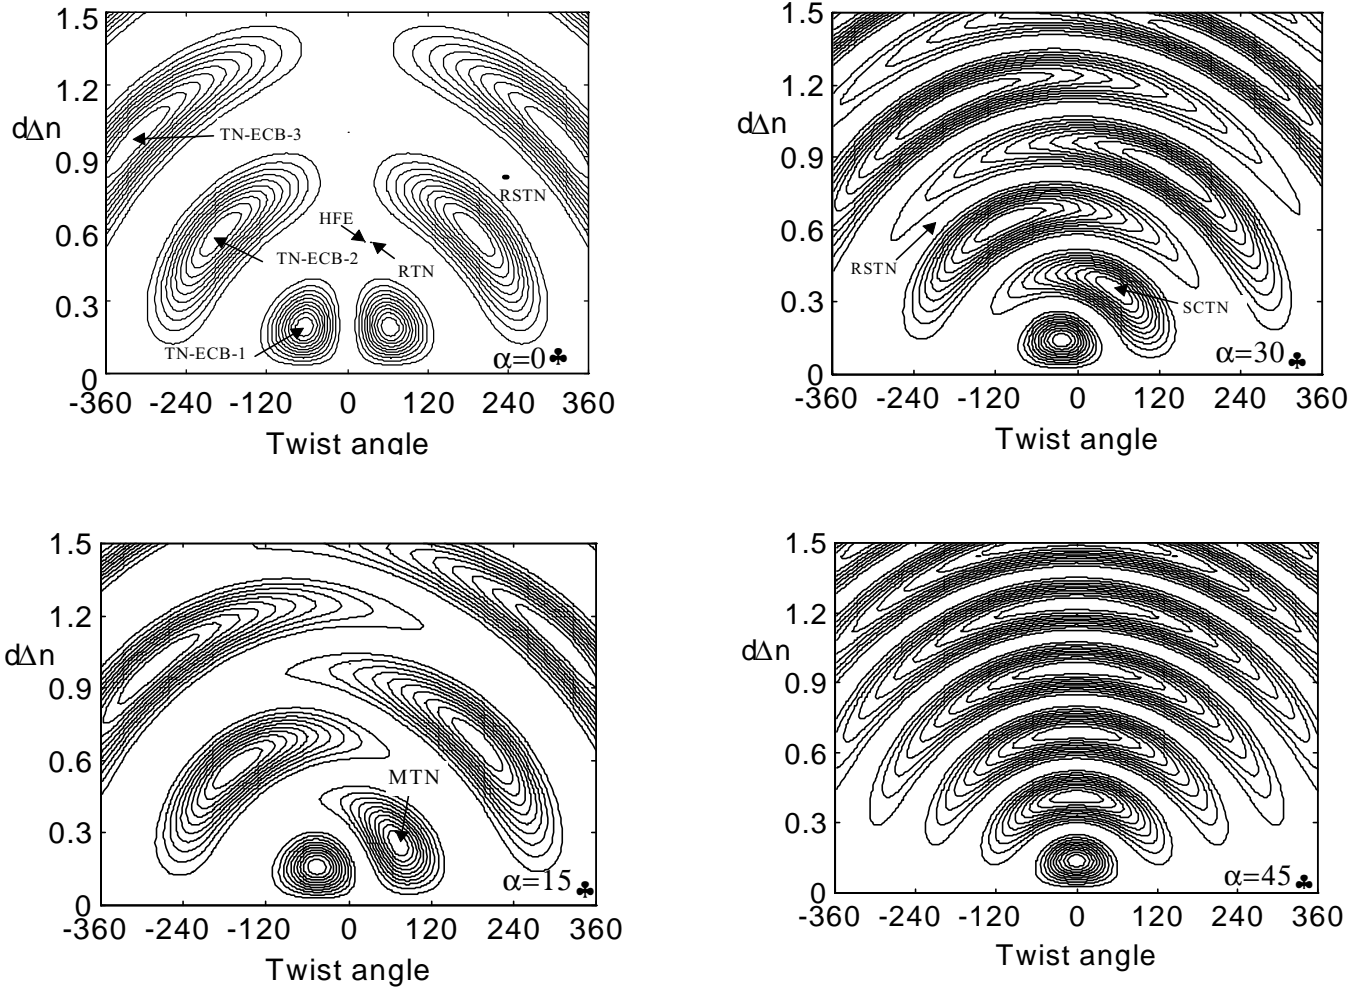 1.5
1.2
dΔn
TN-ECB-3
0.9
RSTN
HFE
0.6
TN-ECB-2
RTN
0.3
TN-ECB-1
α=0♣
0
-360 -240 -120 0 120 240 360
Twist angle
1.5
1.2
dΔn
0.9
0.6
RSTN
0.3
SCTN
α=30♣
0
-360 -240 -120 0 120 240 360
Twist angle
1.5
1.2
dΔn
0.9
0.6
MTN
0.3
α=15♣
0
-360 -240 -120 0 120 240 360
Twist angle
1.5
1.2
dΔn
0.9
0.6
0.3
α=45♣
0
-360 -240 -120 0 120 240 360
Twist angle